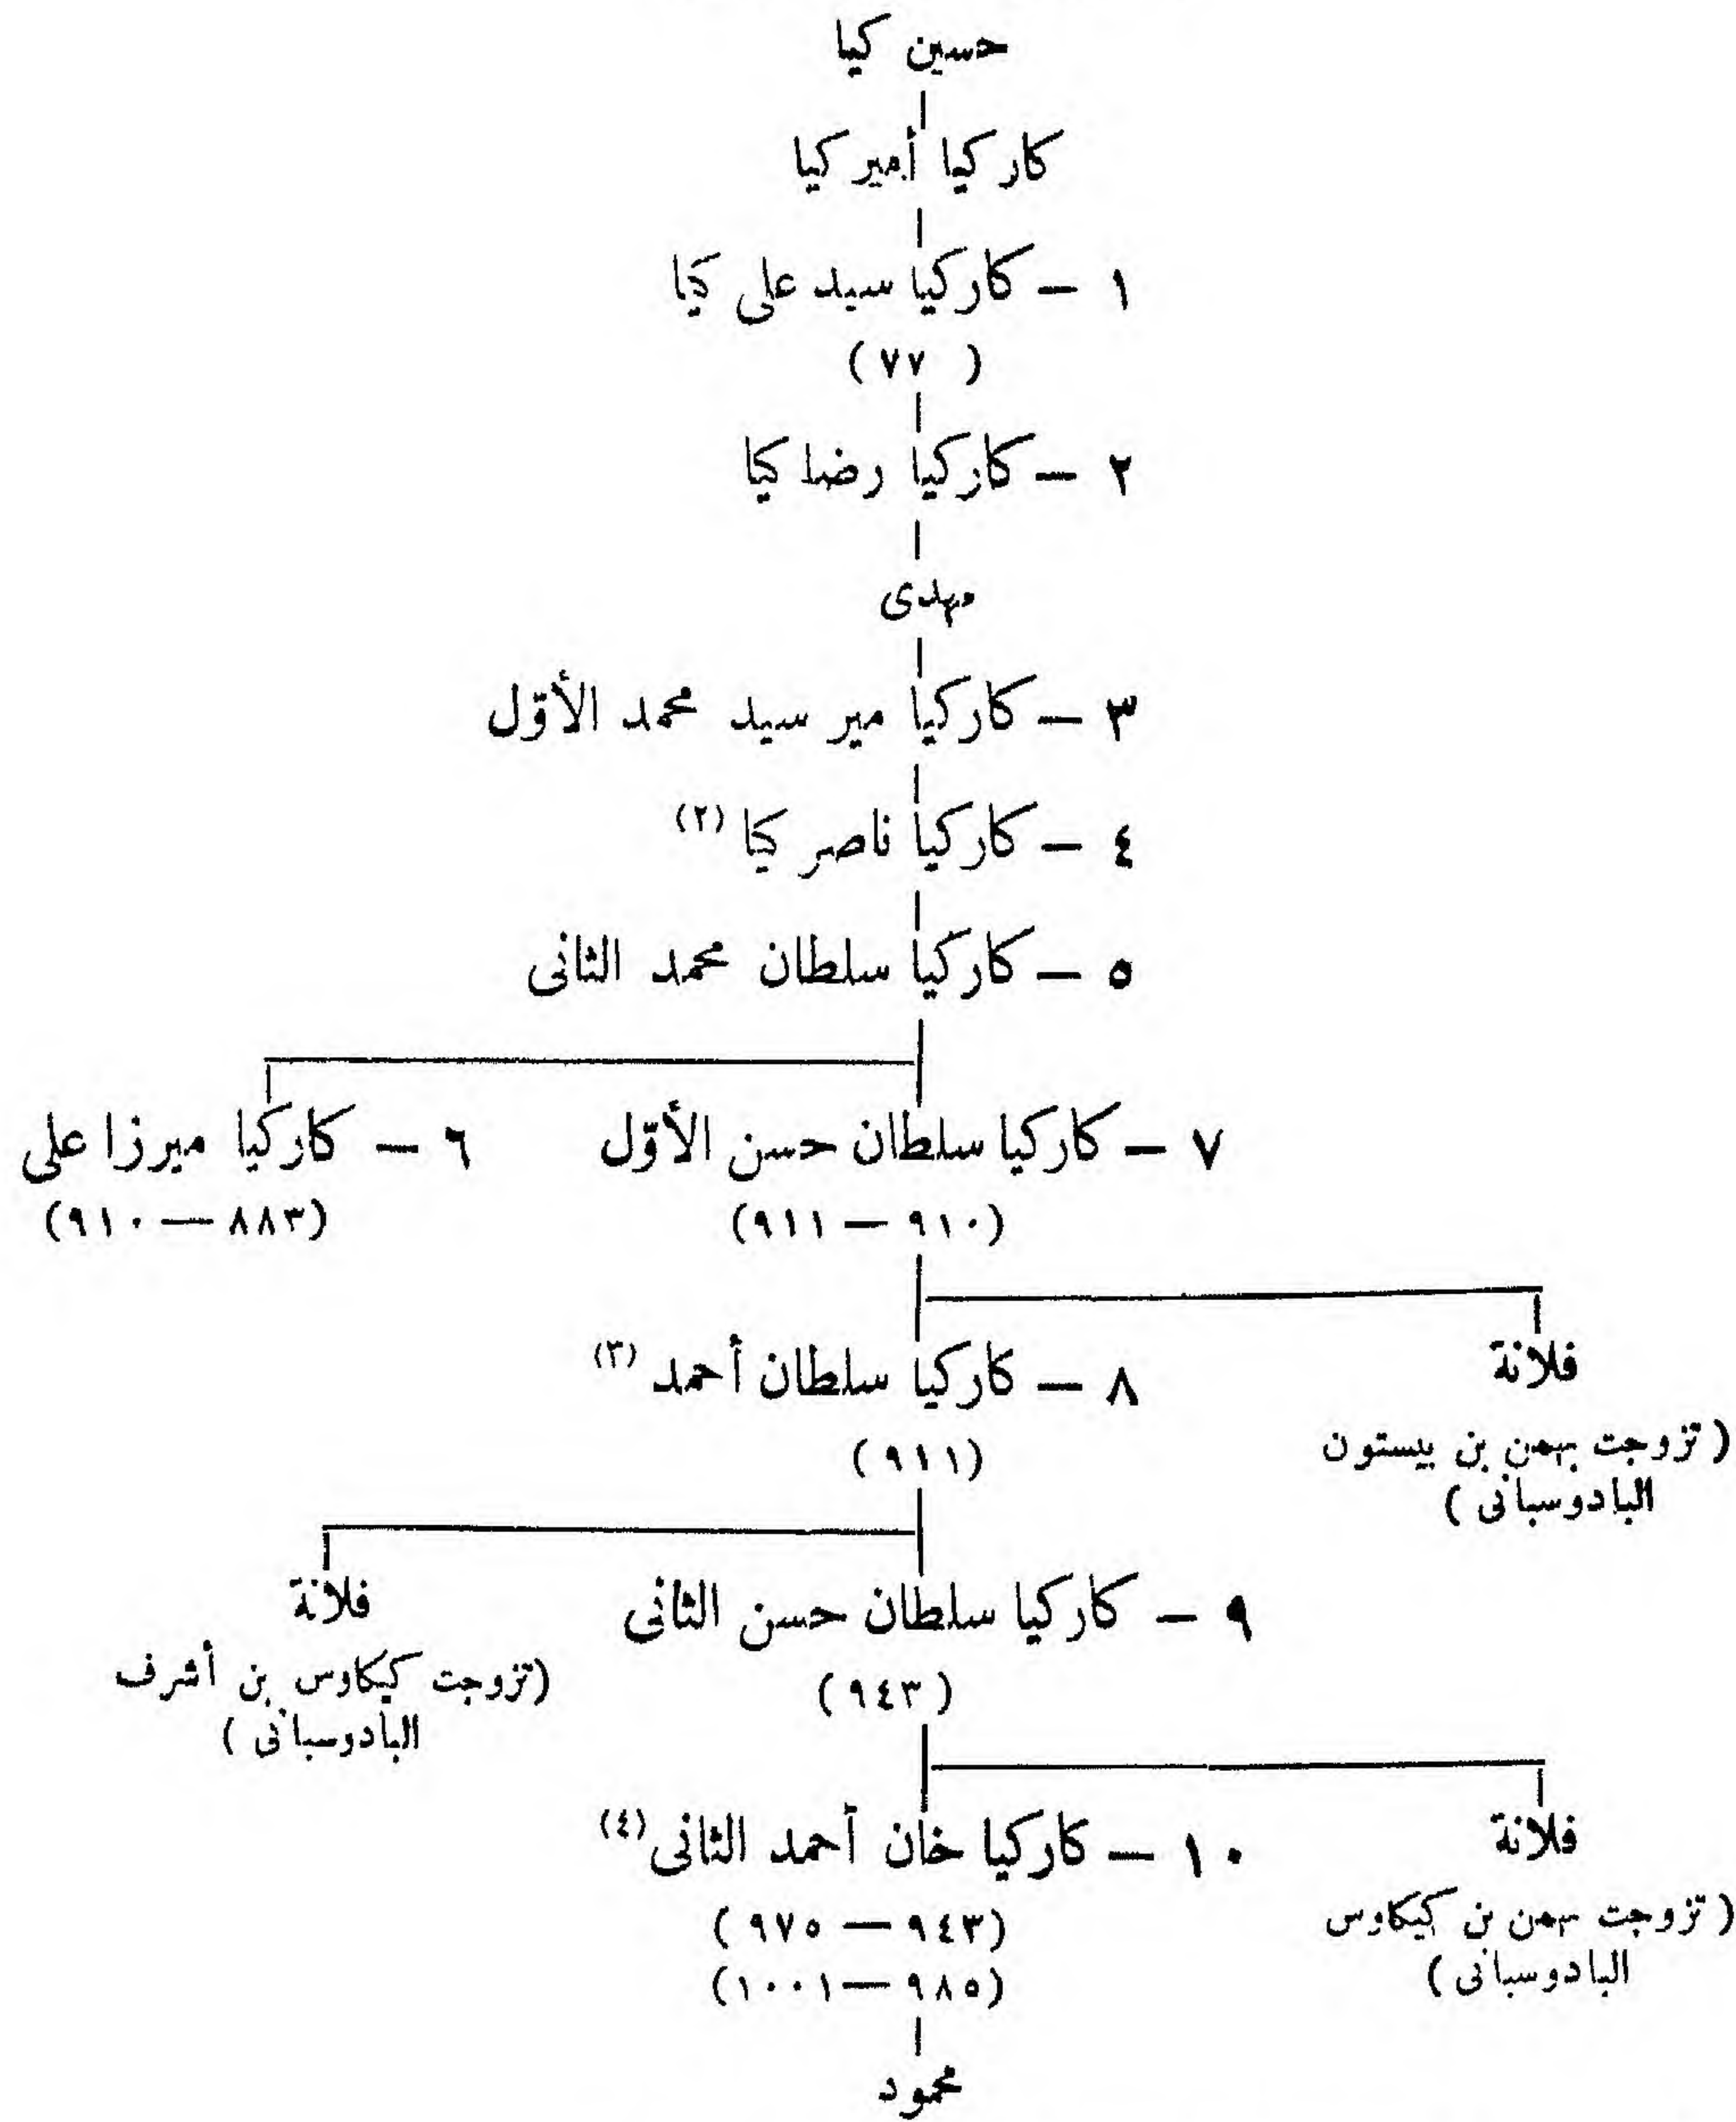 حسين كيا
كاركيا أميركيا
١ — كاركيا سيد على كيا
( ٧٧ )
٢ — كاركيا رضا كيا
مهدى
٣ — كاركيا مير سيد محمد الأوّل
٤ — كاركيا ناصر كيا (٢)
٥ — كاركيا سلطان محمد الثانى
٧ — كاركيا سلطان حسن الأوّل
(٩١٠ — ٩١١)
٦ — كاركيا ميرزا على
(٨٨٣ — ٩١٠)
فلانة
( تزوجت بهمن بن بيستون
البادوسبانى )
٨ — كاركيا سلطان أحمد (٣)
(٩١١)
٩ — كاركيا سلطان حسن الثانى
(٩٤٣)
فلانة
(تزوجت كيكاوس بن أشرف
البادوسبانى )
فلانة
( تزوجت بهمن بن كيكاوس
البادوسبانى )
١٠ — كاركيا خان أحمد الثانى (٤)
(٩٤٣ — ٩٧٥)
(٩٨٥ — ١٠٠١)
محمود